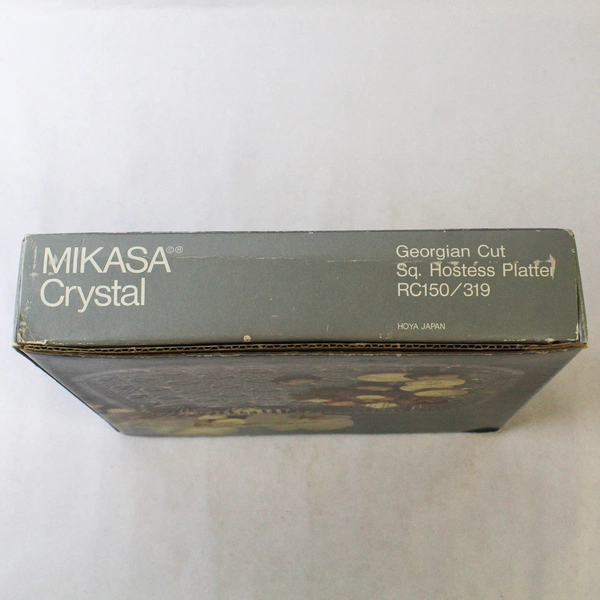 MIKASA©®
Crystal
Georgian Cut
Sq. Hostess Platter
RC150/319
HOYA JAPAN